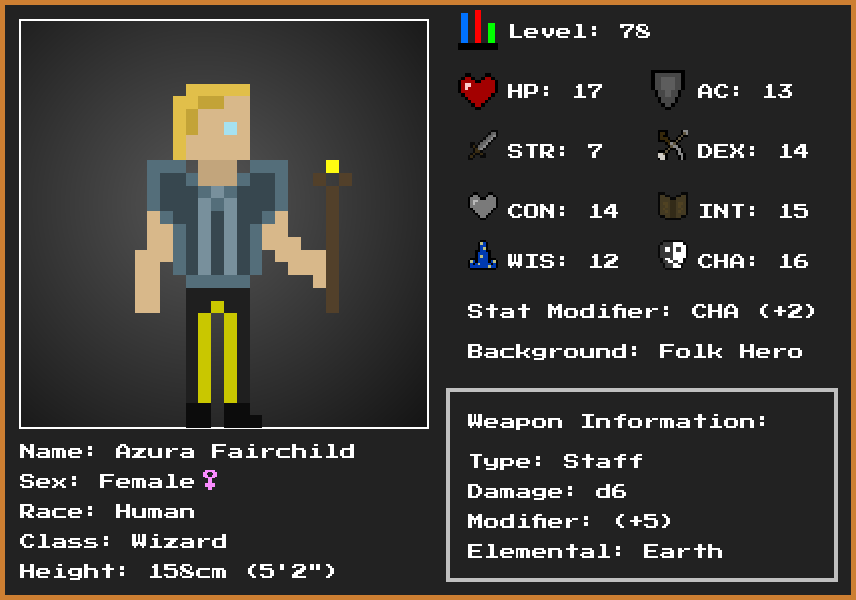 Level: 78
HP: 17 AC: 13
STR: 7 DEX: 14
CON: 14 INT: 15
WIS: 12 CHA: 16
Stat Modifier: CHA (+2)
Background: Folk Hero
Weapon Information:
Type: Staff
Damage: d6
Modifier: (+5)
Elemental: Earth
Name: Azura Fairchild
Sex: Female♀
Race: Human
Class: Wizard
Height: 158cm (5'2")